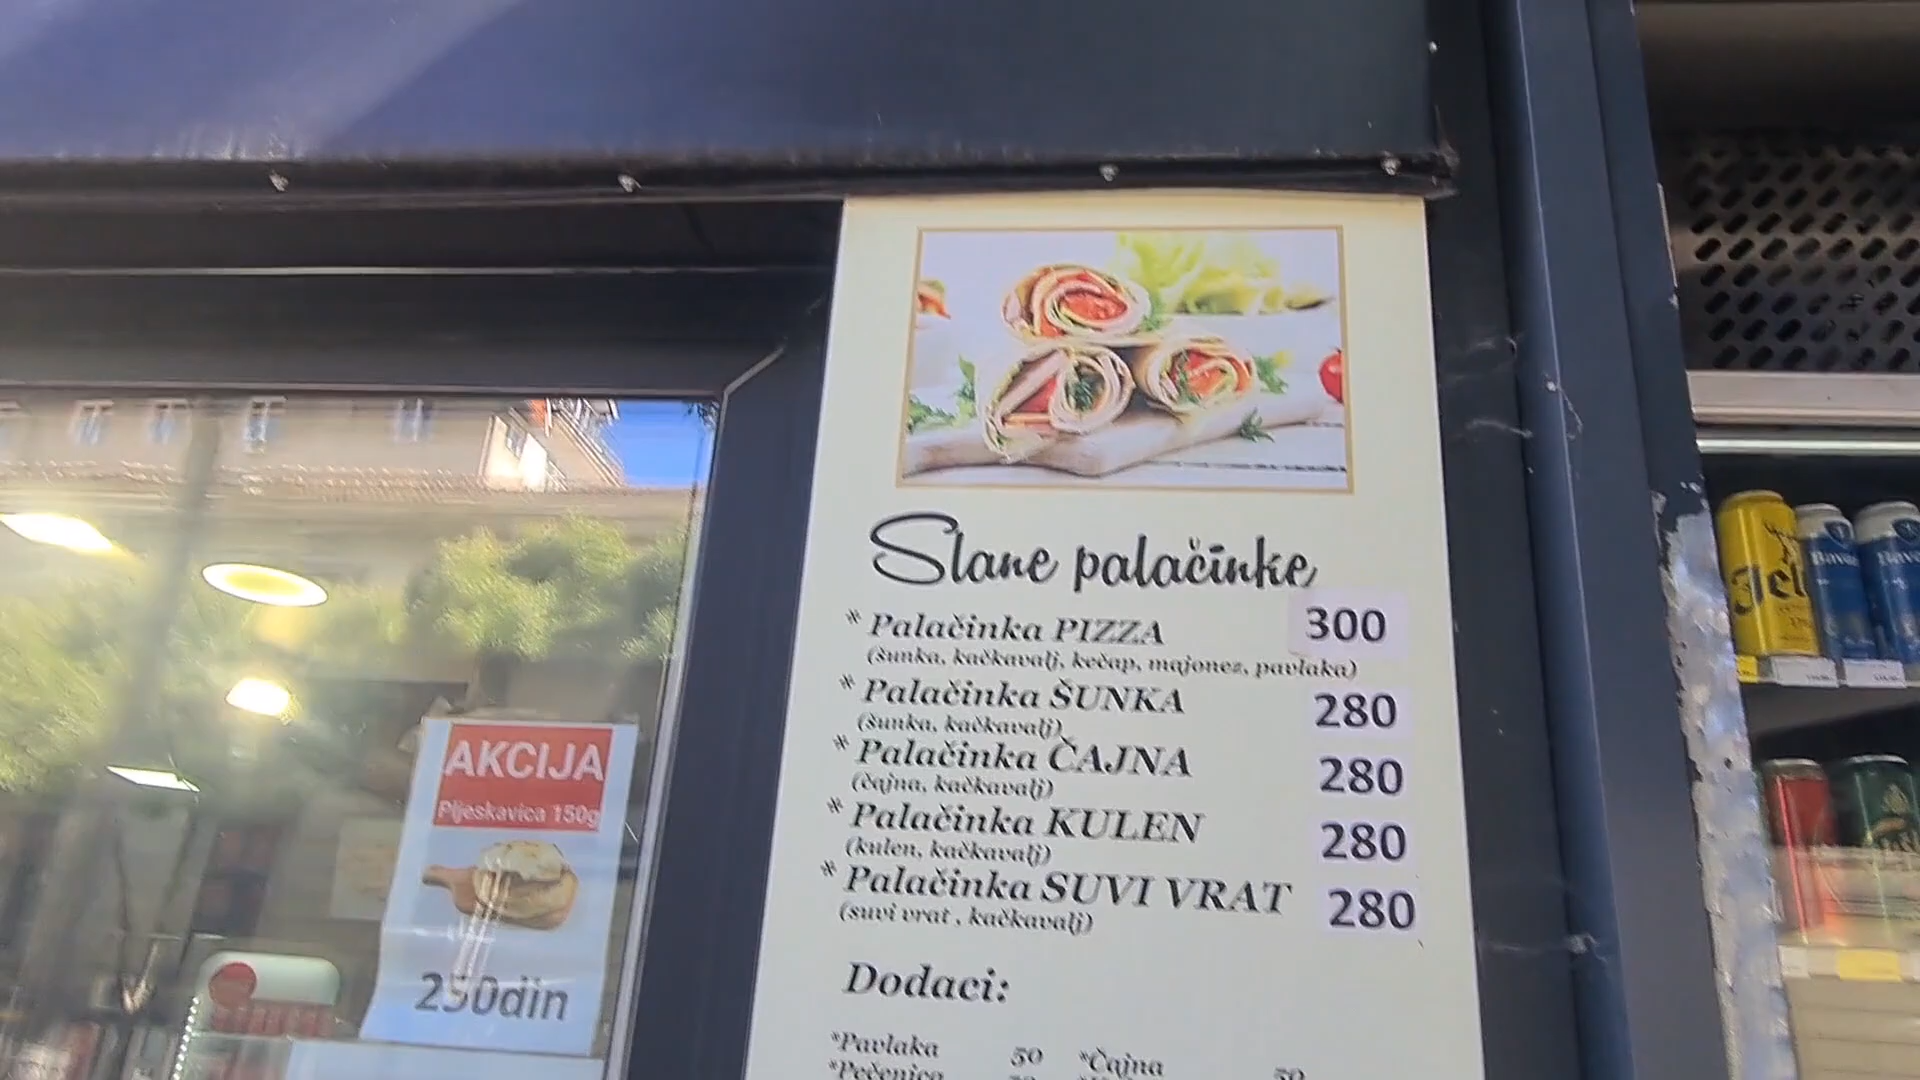 Slane palačinke
* Palačinka PIZZA 300
(šunka, kačkavalj, kečap, majonez, pavlaka)
* Palačinka ŠUNKA 280
(šunka, kačkavalj)
* Palačinka ČAJNA 280
(čajna, kačkavalj)
* Palačinka KULEN 280
(kulen, kačkavalj)
* Palačinka SUVI VRAT 280
(suvi vrat , kačkavalj)
Dodaci:
*Pavlaka 50 *Čajna 50
*Pečenica
AKCIJA
Pljeskavica 150g
250din